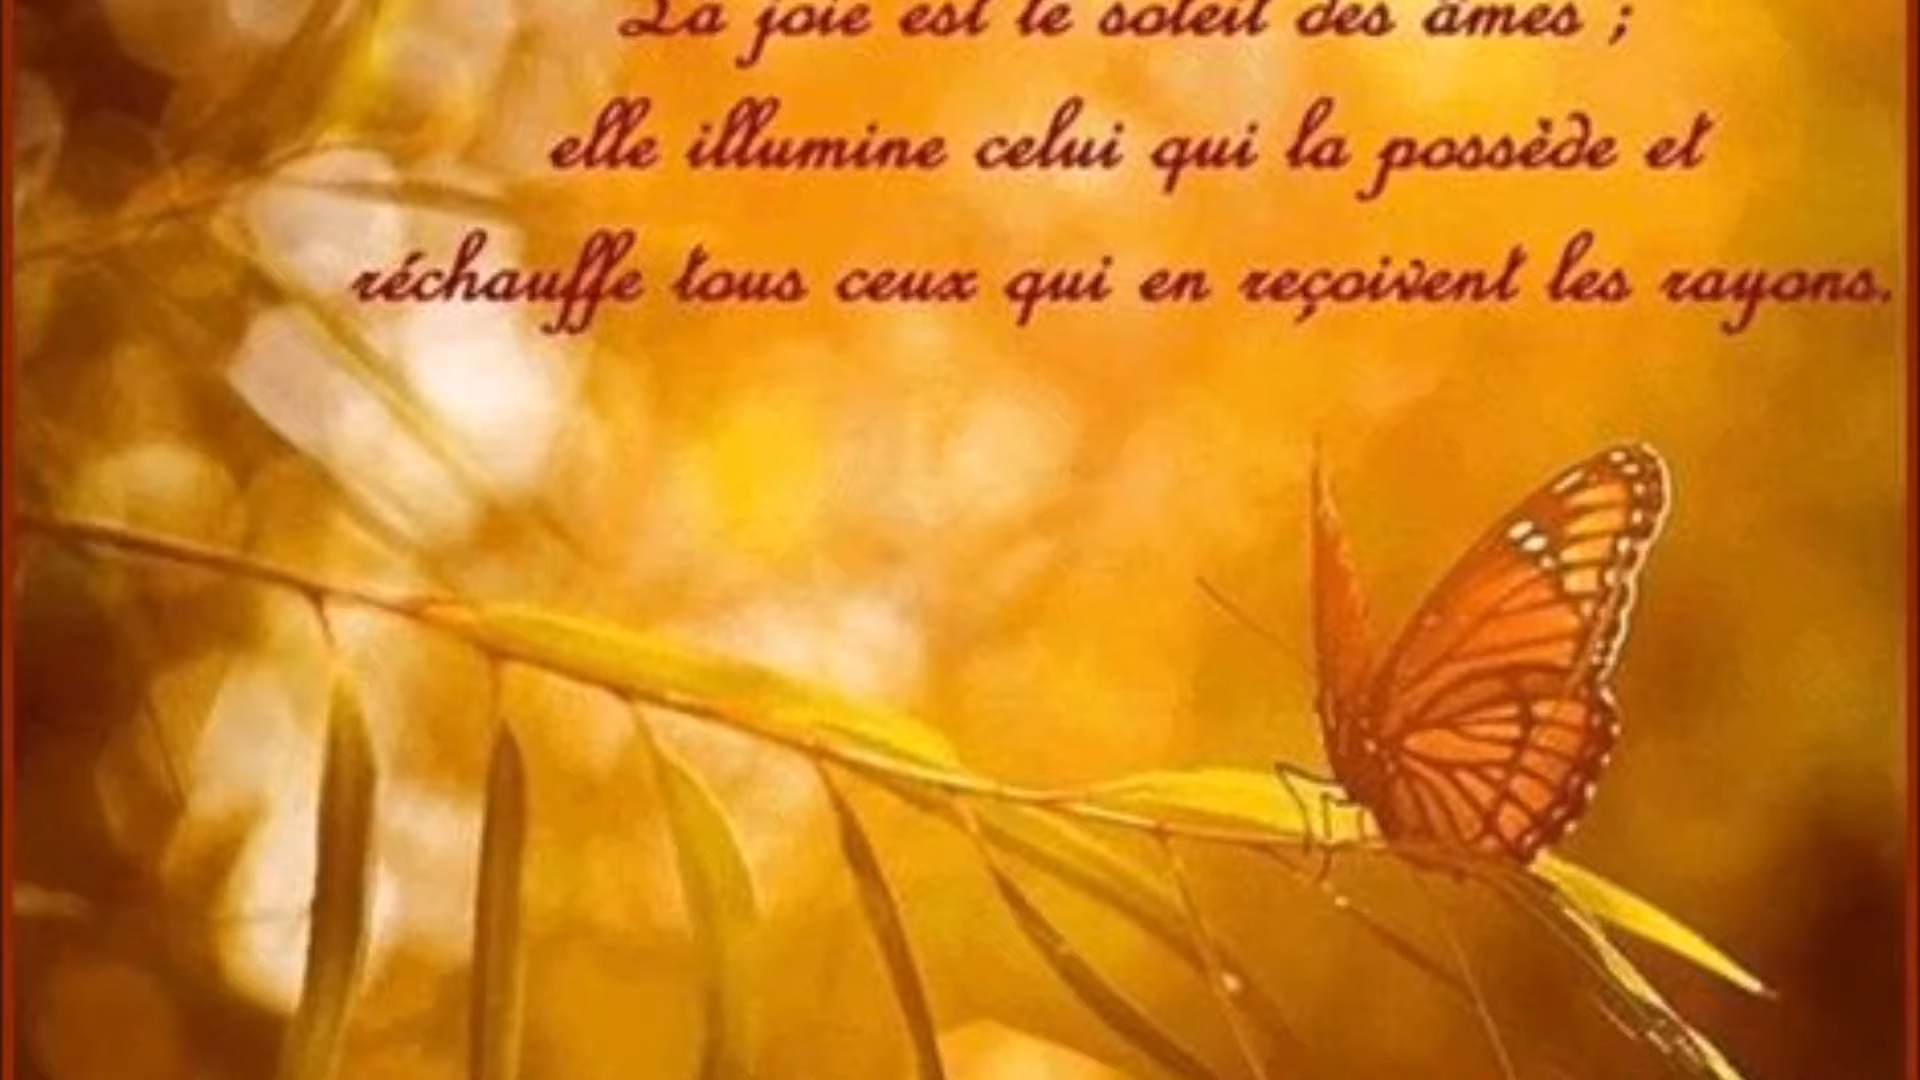 La joie est le soleil des âmes ;
elle illumine celui qui la possède et
réchauffe tous ceux qui en reçoivent les rayons.